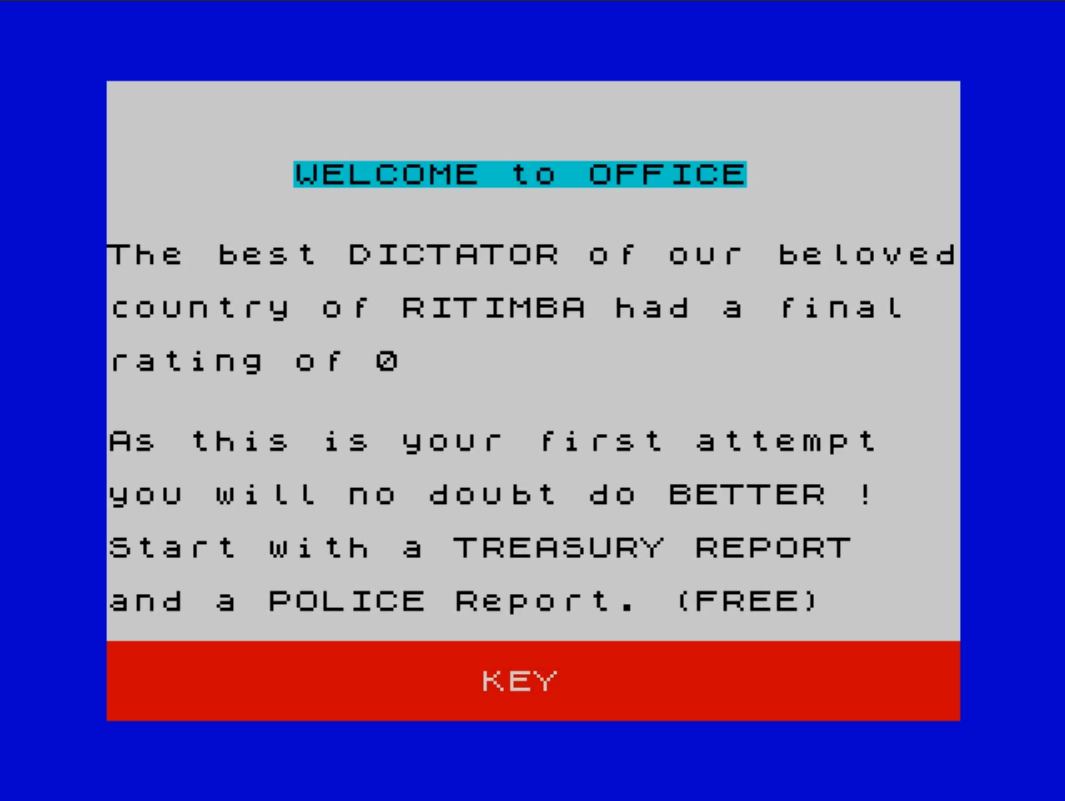 WELCOME to OFFICE
The best DICTATOR of our beloved
country of RITIMBA had a final
rating of 0
As this is your first attempt
you will no doubt do BETTER !
Start with a TREASURY REPORT
and a POLICE Report. (FREE)
KEY